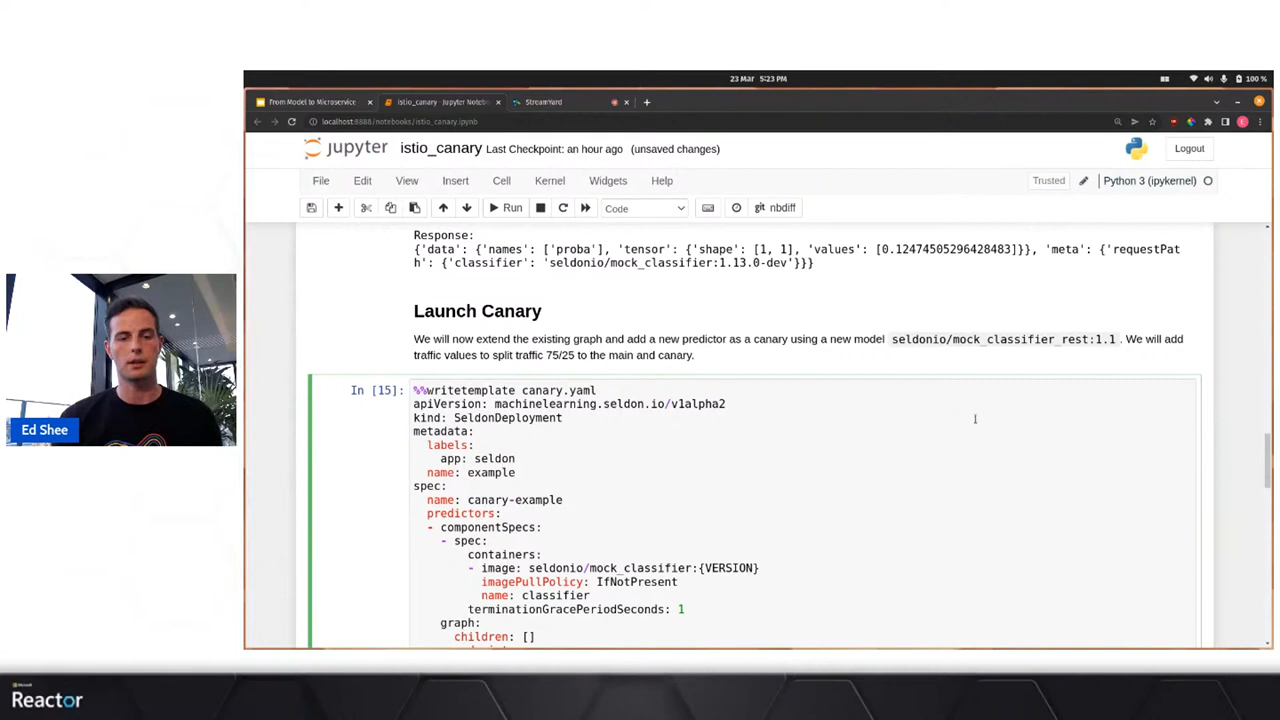 23 Mar 5:23 PM
100 %
From Model to Microservice
istio_canary - Jupyter Noteb
StreamYard
localhost:8888/notebooks/istio_canary.ipynb
jupyter istio_canary Last Checkpoint: an hour ago (unsaved changes)
Logout
File Edit View Insert Cell Kernel Widgets Help
Trusted
Python 3 (ipykernel)
Run
Code
git nbdiff
Response:
{'data': {'names': ['proba'], 'tensor': {'shape': [1, 1], 'values': [0.12474505296428483]}}, 'meta': {'requestPat
h': {'classifier': 'seldonio/mock_classifier:1.13.0-dev'}}}
Launch Canary
We will now extend the existing graph and add a new predictor as a canary using a new model seldonio/mock_classifier_rest:1.1 . We will add
traffic values to split traffic 75/25 to the main and canary.
In [15]:
%%writetemplate canary.yaml
apiVersion: machinelearning.seldon.io/v1alpha2
kind: SeldonDeployment
metadata:
labels:
app: seldon
name: example
spec:
name: canary-example
predictors:
- componentSpecs:
- spec:
containers:
- image: seldonio/mock_classifier:{VERSION}
imagePullPolicy: IfNotPresent
name: classifier
terminationGracePeriodSeconds: 1
graph:
children: []
Ed Shee
Microsoft
Reactor